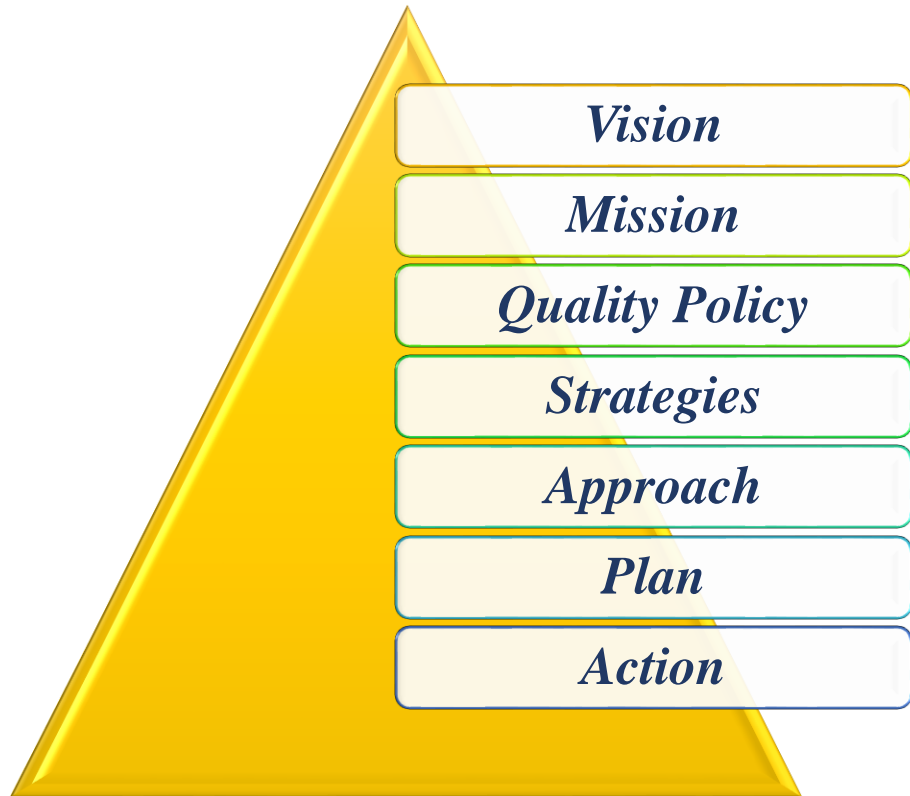 Vision
Mission
Quality Policy
Strategies
Approach
Plan
Action